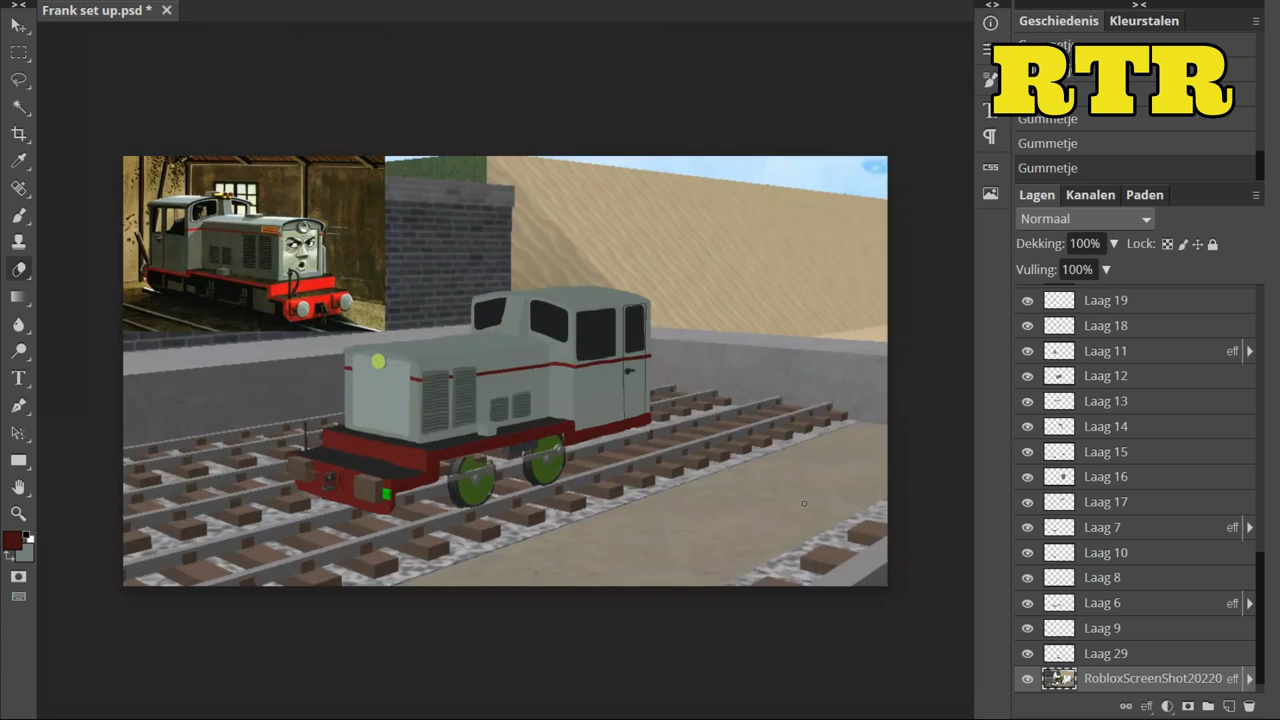 Frank set up.psd *
Geschiedenis Kleurstalen
RTR
Gummetje
Gummetje
Gummetje
CSS
Lagen Kanalen Paden
Normaal
Dekking: 100% Lock:
Vulling: 100%
Laag 19
Laag 18
Laag 11 eff
Laag 12
Laag 13
Laag 14
Laag 15
Laag 16
Laag 17
Laag 7 eff
Laag 10
Laag 8
Laag 6 eff
Laag 9
Laag 29
RobloxScreenShot20220 eff
eff